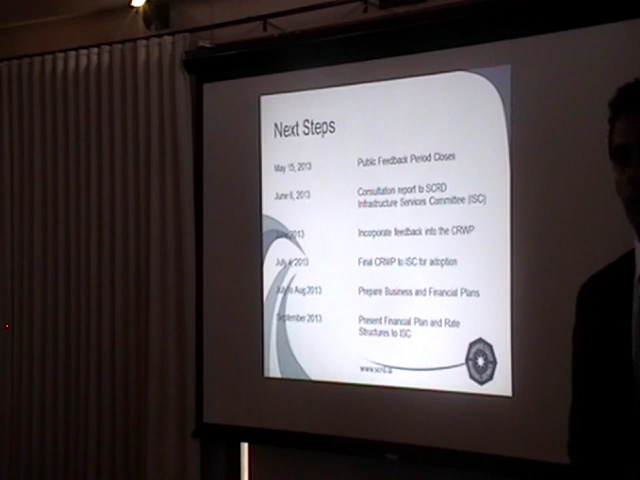 Next Steps
May 15, 2013 Public Feedback Period Closes
June 6, 2013 Consultation report to SCRD
Infrastructure Services Committee (ISC)
June 2013 Incorporate feedback into the CRWP
July 4, 2013 Final CRWP to ISC for adoption
July to Aug 2013 Prepare Business and Financial Plans
September 2013 Present Financial Plan and Rate
Structures to ISC
www.scrd.ca